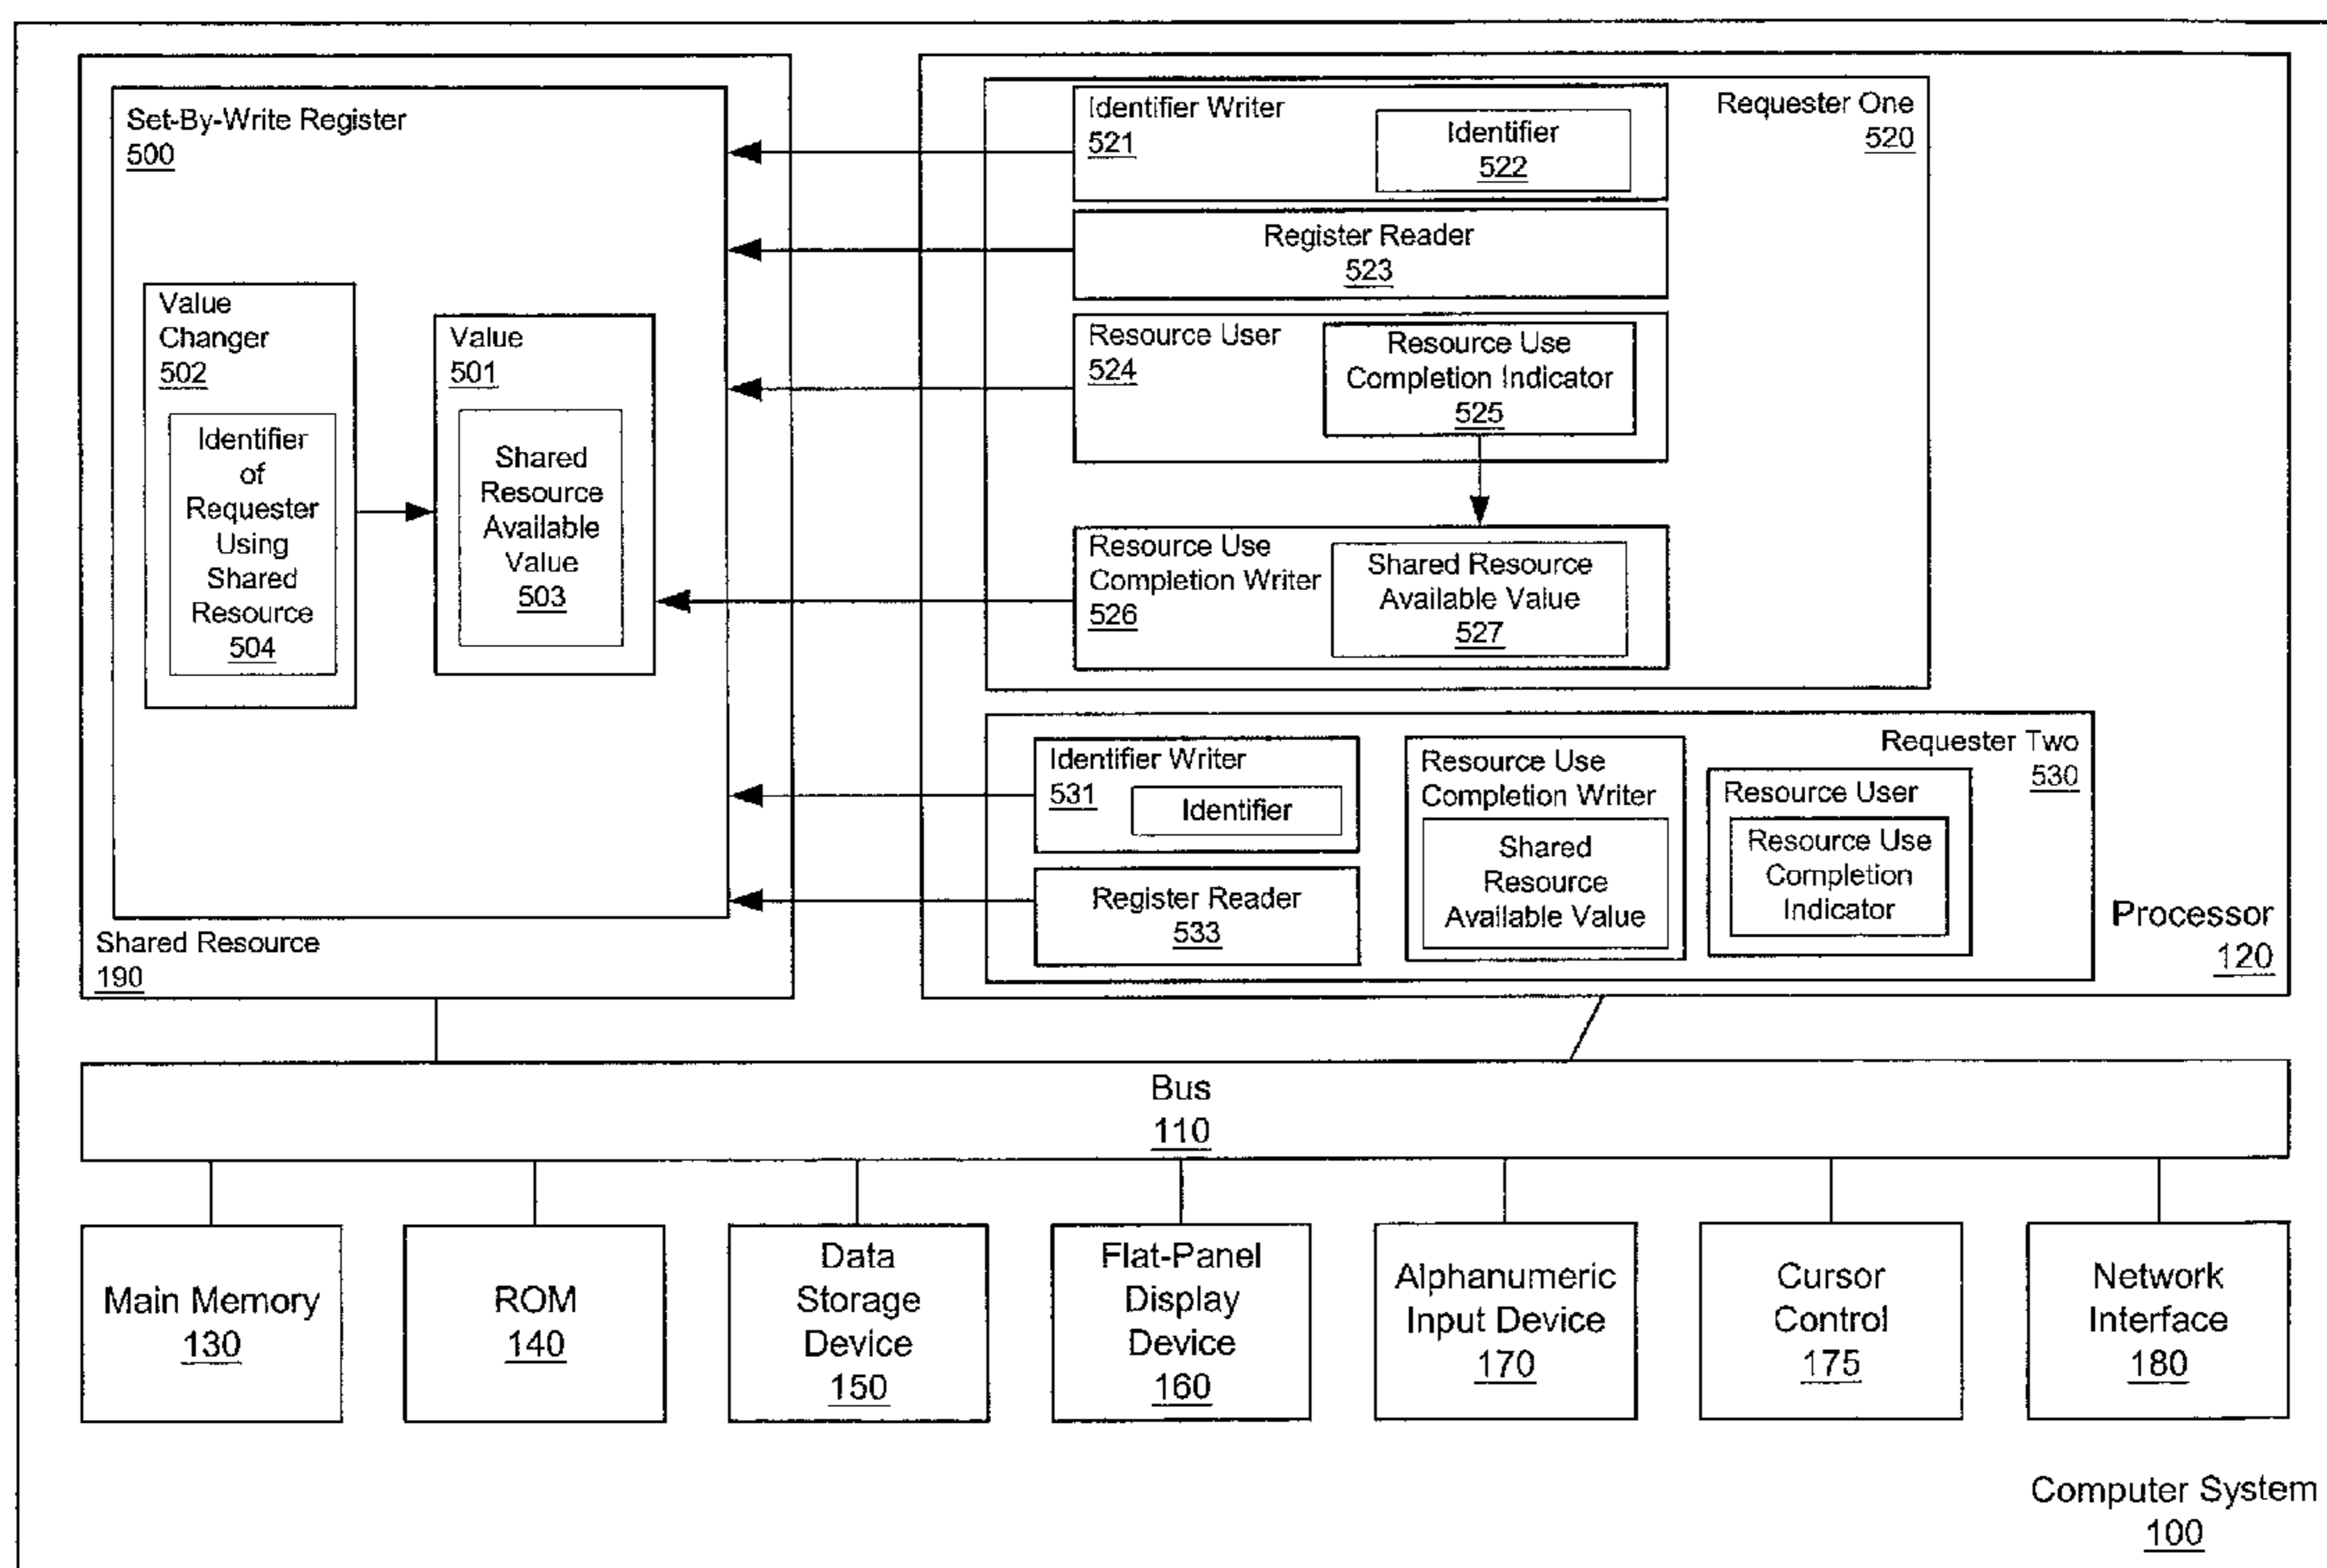 Set-By-Write Register
500
Value
Changer
502
Identifier
of
Requester
Using
Shared
Resource
504
Value
501
Shared
Resource
Available
Value
503
Shared Resource
190
Identifier Writer
521
Identifier
522
Requester One
520
Register Reader
523
Resource User
524
Resource Use
Completion Indicator
525
Resource Use
Completion Writer
526
Shared Resource
Available Value
527
Identifier Writer
531
Identifier
Register Reader
533
Resource Use
Completion Writer
Shared
Resource
Available Value
Requester Two
530
Resource User
Resource Use
Completion
Indicator
Processor
120
Bus
110
Main Memory
130
ROM
140
Data
Storage
Device
150
Flat-Panel
Display
Device
160
Alphanumeric
Input Device
170
Cursor
Control
175
Network
Interface
180
Computer System
100